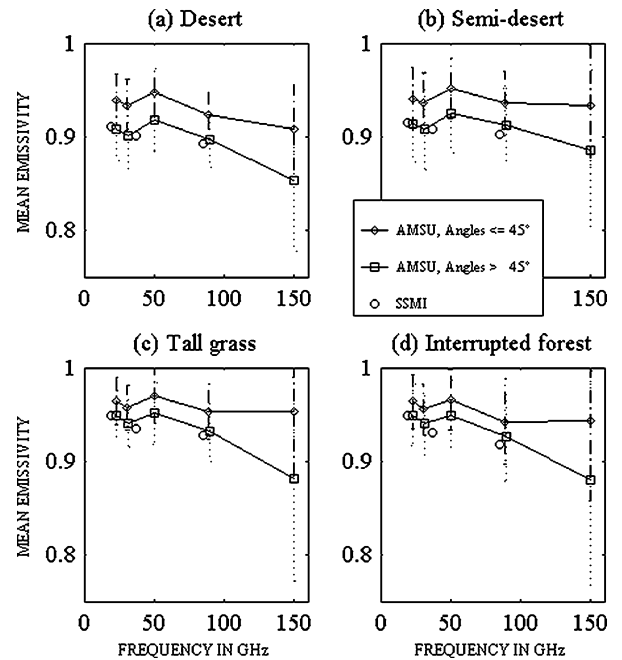 (a) Desert
(b) Semi-desert
1
0.9
0.8
MEAN EMISSIVITY
0
50
100
150
1
0.9
0.8
150
AMSU, Angles <= 45°
AMSU, Angles > 45°
SSMI
(c) Tall grass
(d) Interrupted forest
1
0.9
0.8
MEAN EMISSIVITY
0
50
100
150
FREQUENCY IN GHz
1
0.9
0.8
0
50
100
150
FREQUENCY IN GHz